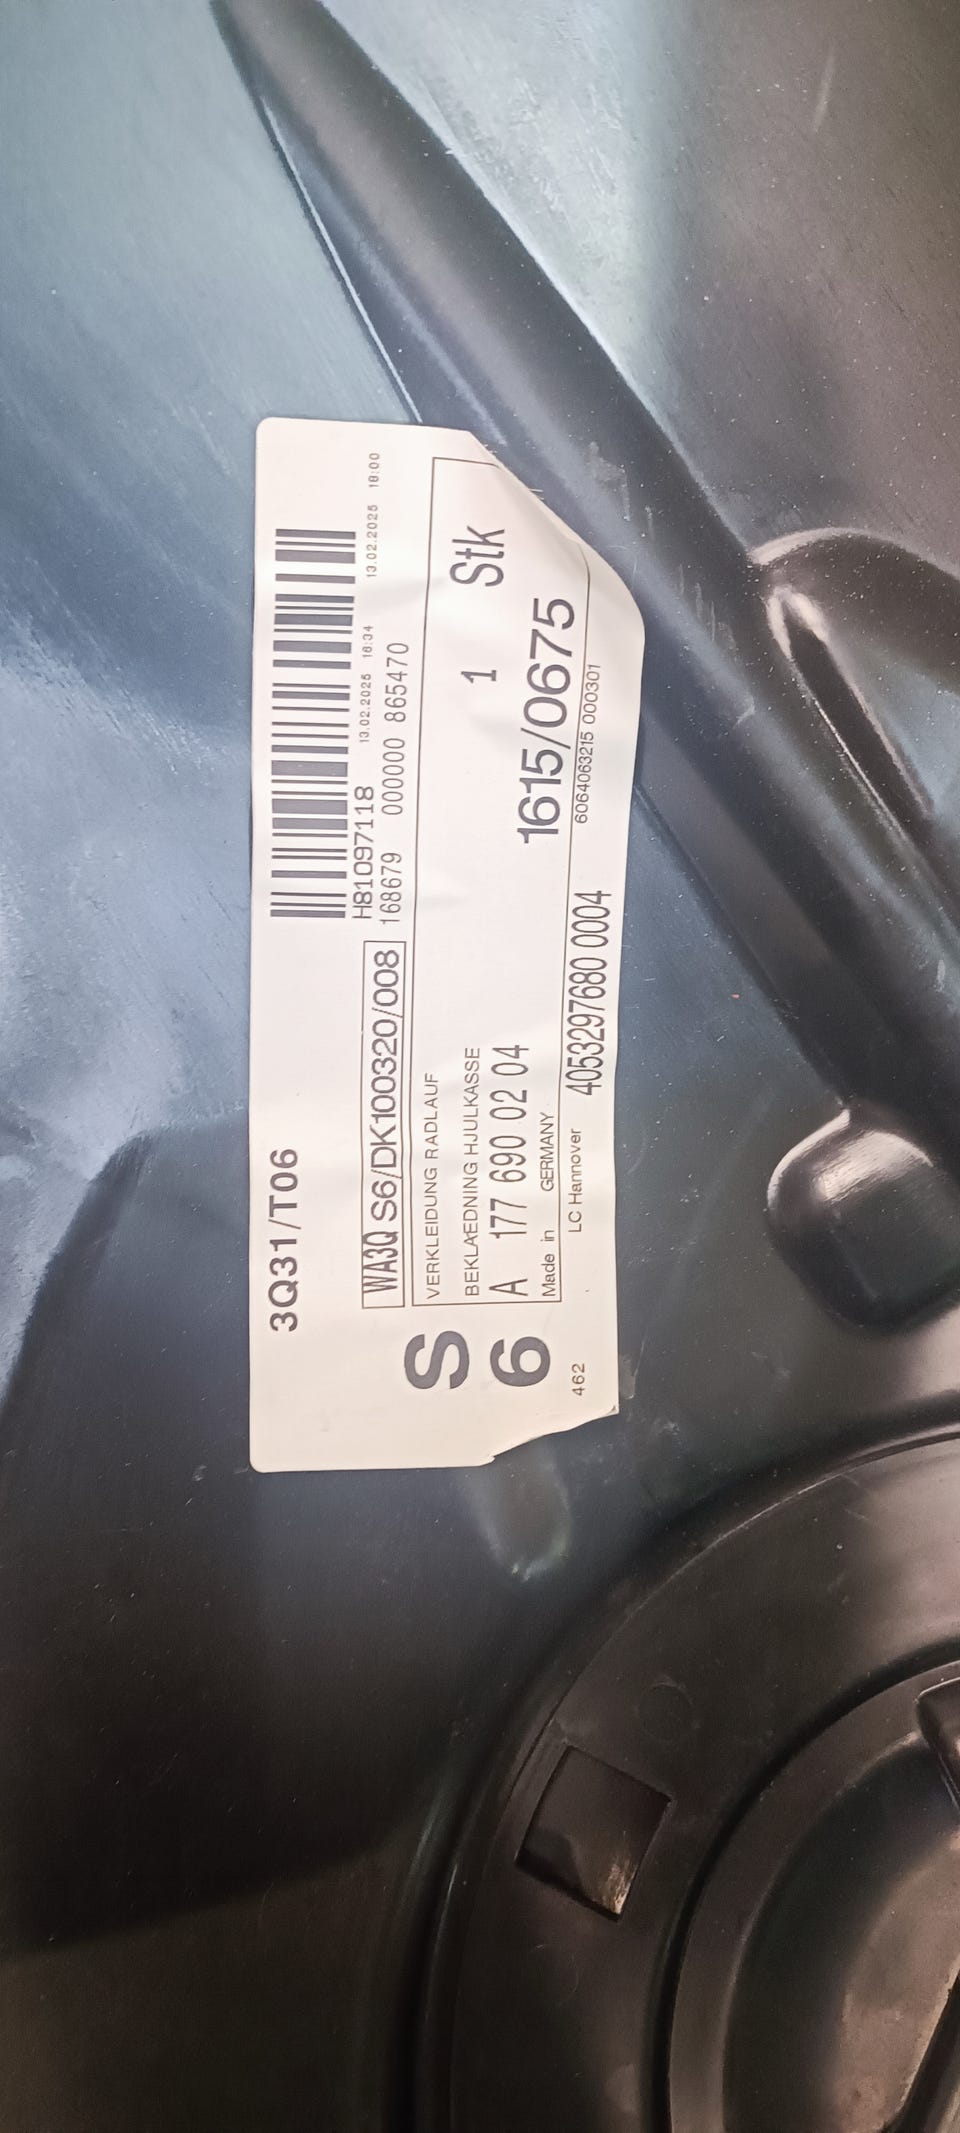 3Q31/T06
H81097118
13.02.2025 16:34
13.02.2025 18:00
WA3Q S6/DK100320/008
168679 000000 865470
S
VERKLEIDUNG RADLAUF
BEKLAEDNING HJULKASSE
1 Stk
6
A 177 690 02 04
1615/0675
Made in GERMANY
462
LC Hannover
4053297680 0004
6064063215 000301